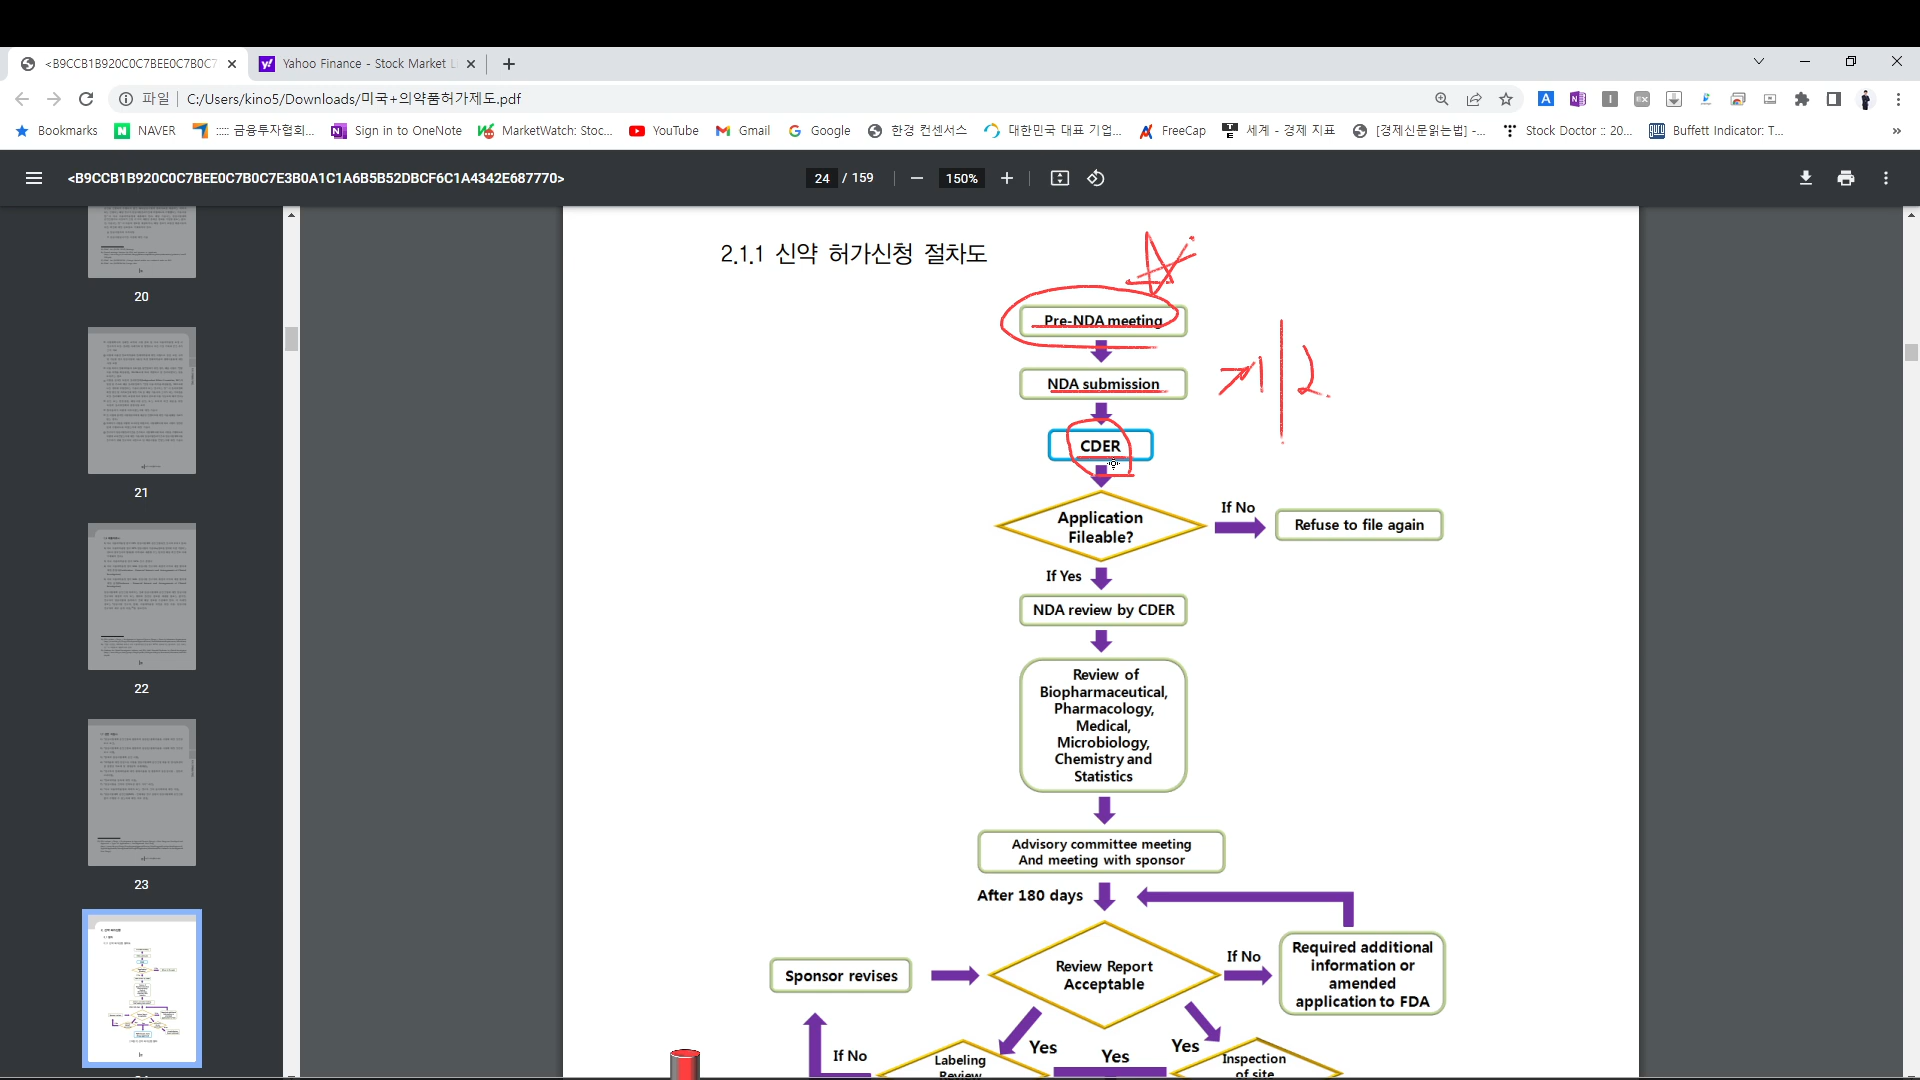 <B9CCB1B920C0C7BEE0C7B0C7
Yahoo Finance - Stock Market L
파일
C:/Users/kino5/Downloads/미국+의약품허가제도.pdf
Bookmarks
NAVER
::::: 금융투자협회...
Sign in to OneNote
MarketWatch: Stoc...
YouTube
Gmail
Google
한경 컨센서스
대한민국 대표 기업...
FreeCap
세계 - 경제 지표
[경제신문읽는법] -...
Stock Doctor :: 20...
Buffett Indicator: T...
<B9CCB1B920C0C7BEE0C7B0C7E3B0A1C1A6B5B52DBCF6C1A4342E687770>
24 / 159
150%
20
21
22
23
2.1.1 신약 허가신청 절차도
Pre-NDA meeting
NDA submission
CDER
Application
Fileable?
If No
Refuse to file again
If Yes
NDA review by CDER
Review of
Biopharmaceutical,
Pharmacology,
Medical,
Microbiology,
Chemistry and
Statistics
Advisory committee meeting
And meeting with sponsor
After 180 days
Sponsor revises
Review Report
Acceptable
If No
Required additional
information or
amended
application to FDA
If No
Yes
Yes
Yes
Labeling
Review
Inspection
of site